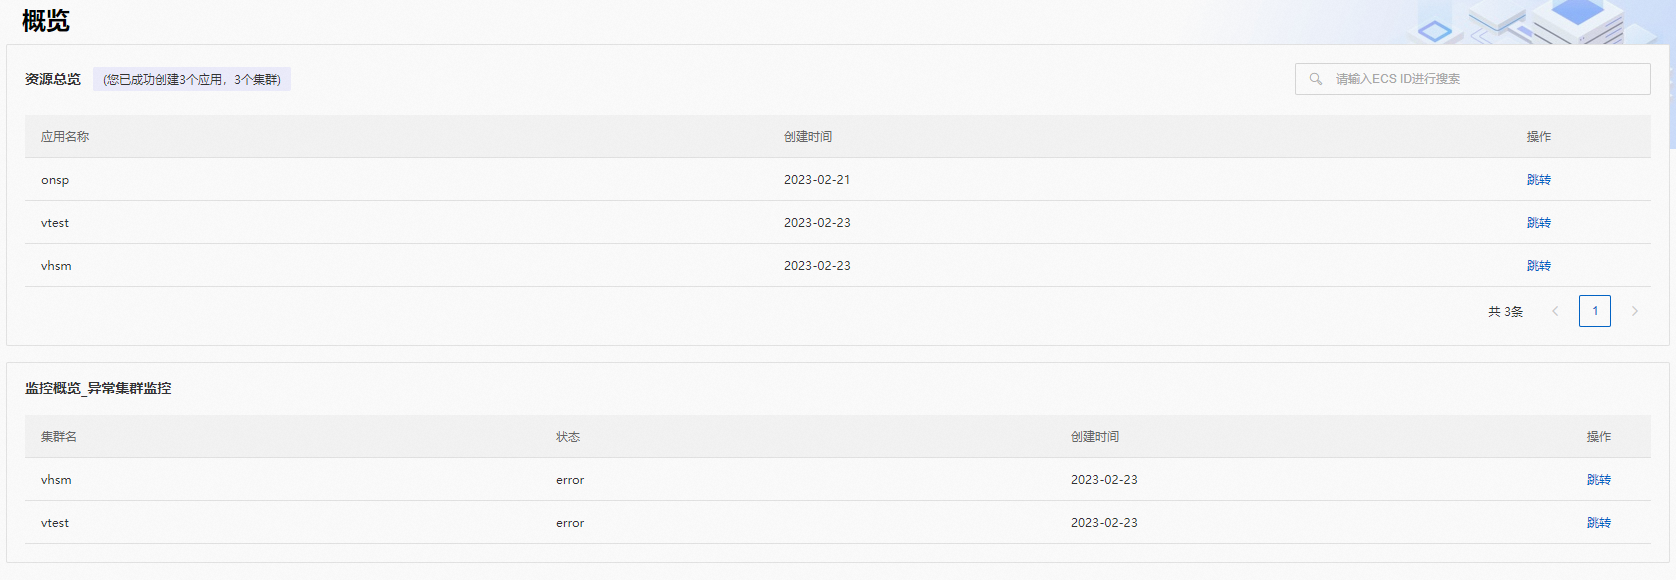 概览
资源总览 (您已成功创建3个应用，3个集群) 请输入ECS ID进行搜索
应用名称 创建时间 操作
onsp 2023-02-21 跳转
vtest 2023-02-23 跳转
vhsm 2023-02-23 跳转
共 3条 1
监控概览_异常集群监控
集群名 状态 创建时间 操作
vhsm error 2023-02-23 跳转
vtest error 2023-02-23 跳转